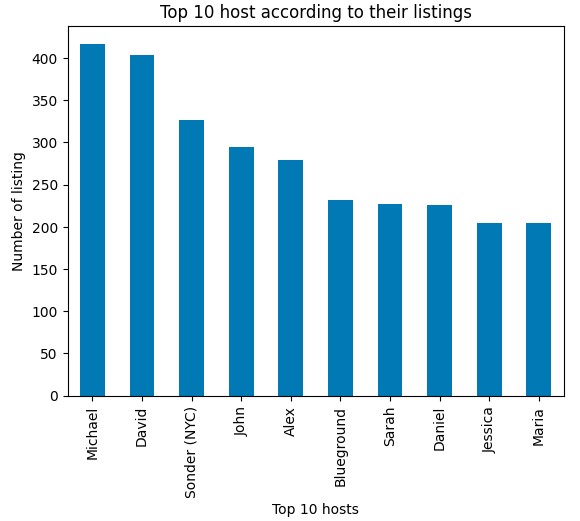 Top 10 host according to their listings
Number of listing
400
350
300
250
200
150
100
50
0
Michael
David
Sonder (NYC)
John
Alex
Blueground
Sarah
Daniel
Jessica
Maria
Top 10 hosts